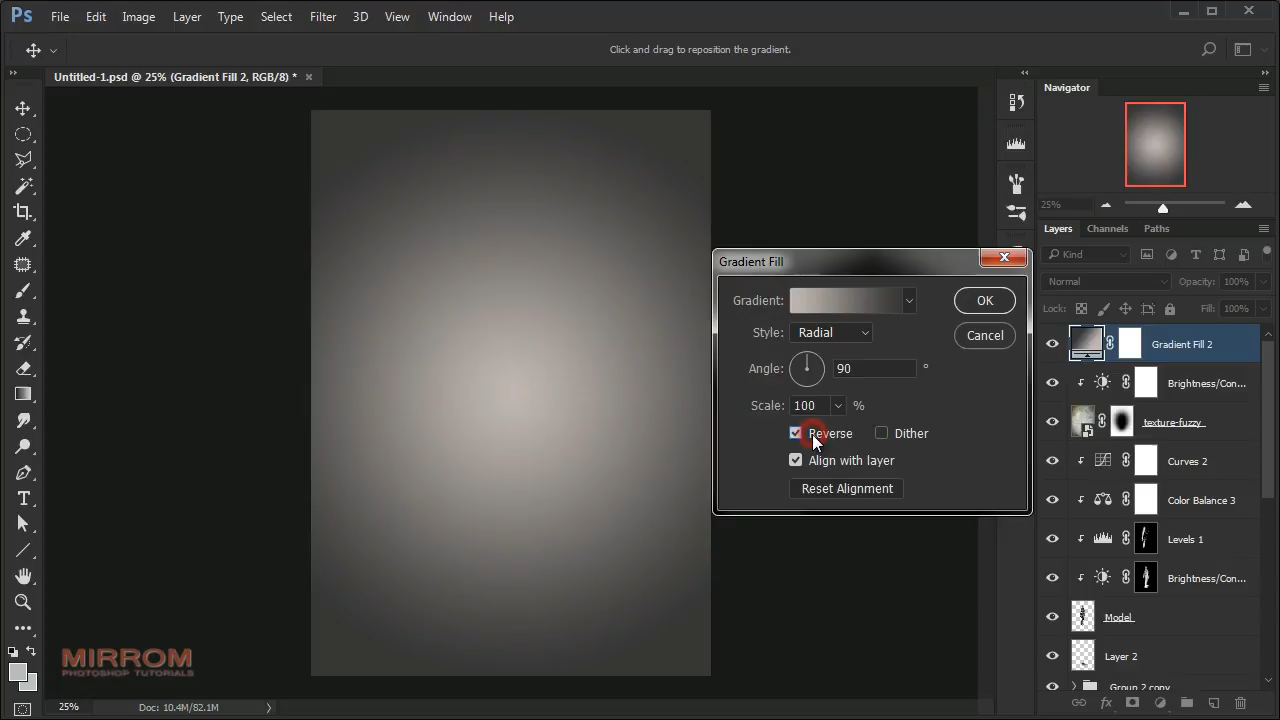 Ps File Edit Image Layer Type Select Filter 3D View Window Help
Click and drag to reposition the gradient.
Untitled-1.psd @ 25% (Gradient Fill 2, RGB/8) *
Navigator
25%
Layers Channels Paths
Kind
Normal Opacity: 100%
Lock: Fill: 100%
Gradient Fill 2
Brightness/Con...
texture-fuzzy
Curves 2
Color Balance 3
Levels 1
Brightness/Con...
Model
Layer 2
Group 2 copy
Gradient Fill
Gradient: OK
Style: Radial Cancel
Angle: 90 °
Scale: 100 %
Reverse Dither
Align with layer
Reset Alignment
MIRROM
PHOTOSHOP TUTORIALS
25% Doc: 10.4M/82.1M